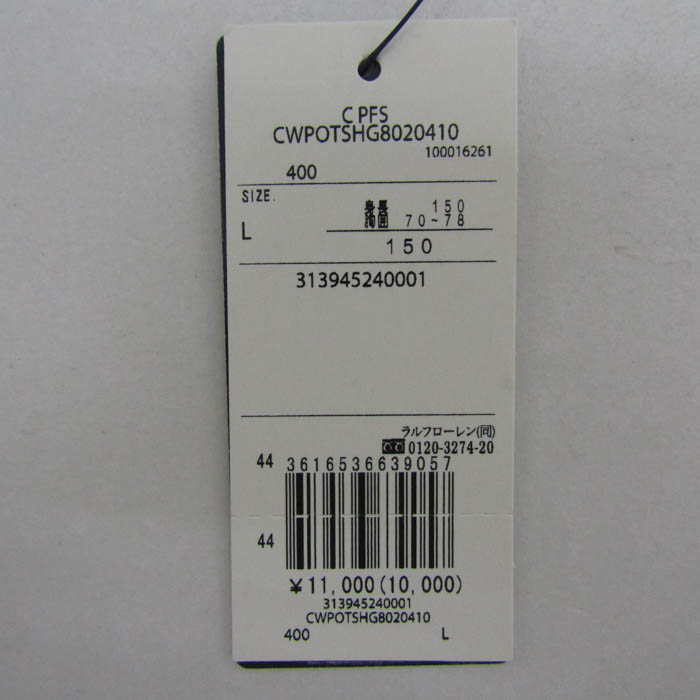 C PFS
CWPOTSHG8020410
100016261
400
SIZE.
L
身長 150
胸囲 70~78
150
313945240001
ラルフローレン(同)
0120-3274-20
44 3616536639057
44
¥11,000(10,000)
313945240001
CWPOTSHG8020410
400 L